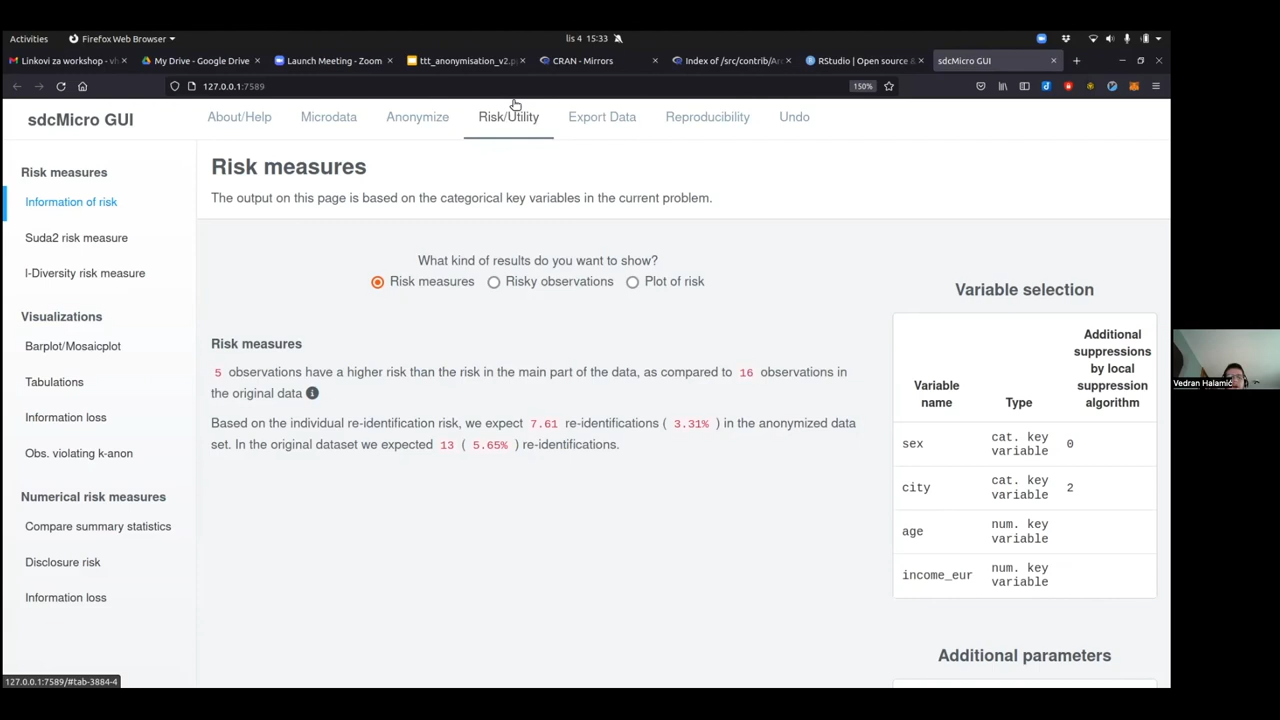 Activities
Firefox Web Browser
lis 4 15:33
Linkovi za workshop - vh
My Drive - Google Drive
Launch Meeting - Zoom
ttt_anonymisation_v2.p
CRAN - Mirrors
Index of /src/contrib/Ar
RStudio | Open source &
sdcMicro GUI
127.0.0.1:7589
150%
sdcMicro GUI
About/Help
Microdata
Anonymize
Risk/Utility
Export Data
Reproducibility
Undo
Risk measures
Information of risk
Suda2 risk measure
l-Diversity risk measure
Visualizations
Barplot/Mosaicplot
Tabulations
Information loss
Obs. violating k-anon
Numerical risk measures
Compare summary statistics
Disclosure risk
Information loss
127.0.0.1:7589/#tab-3884-4
Risk measures
The output on this page is based on the categorical key variables in the current problem.
What kind of results do you want to show?
Risk measures
Risky observations
Plot of risk
Risk measures
5 observations have a higher risk than the risk in the main part of the data, as compared to 16 observations in
the original data
Based on the individual re-identification risk, we expect 7.61 re-identifications ( 3.31% ) in the anonymized data
set. In the original dataset we expected 13 ( 5.65% ) re-identifications.
Variable selection
Variable name
Type
Additional suppressions by local suppression algorithm
sex cat. key variable 0
city cat. key variable 2
age num. key variable
income_eur num. key variable
Additional parameters
Vedran Halamić